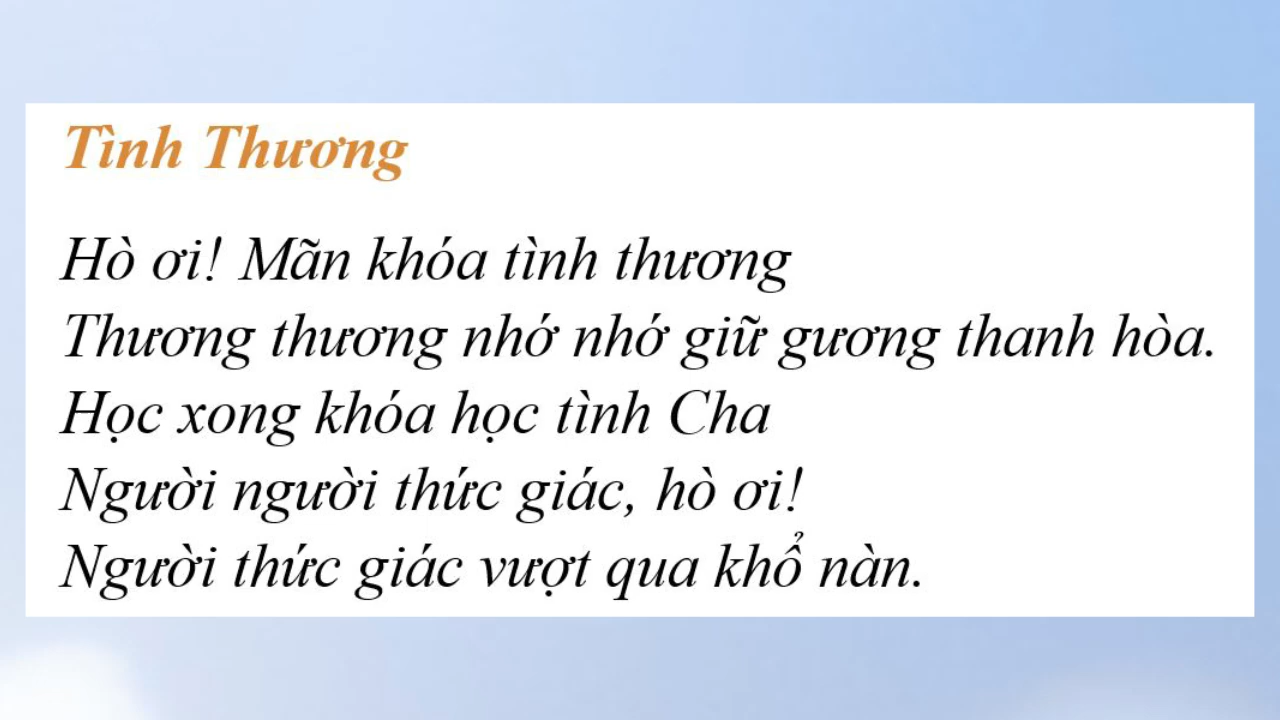 Tình Thương
Hò ơi! Mãn khóa tình thương
Thương thương nhớ nhớ giữ gương thanh hòa.
Học xong khóa học tình Cha
Người người thức giác, hò ơi!
Người thức giác vượt qua khổ nàn.